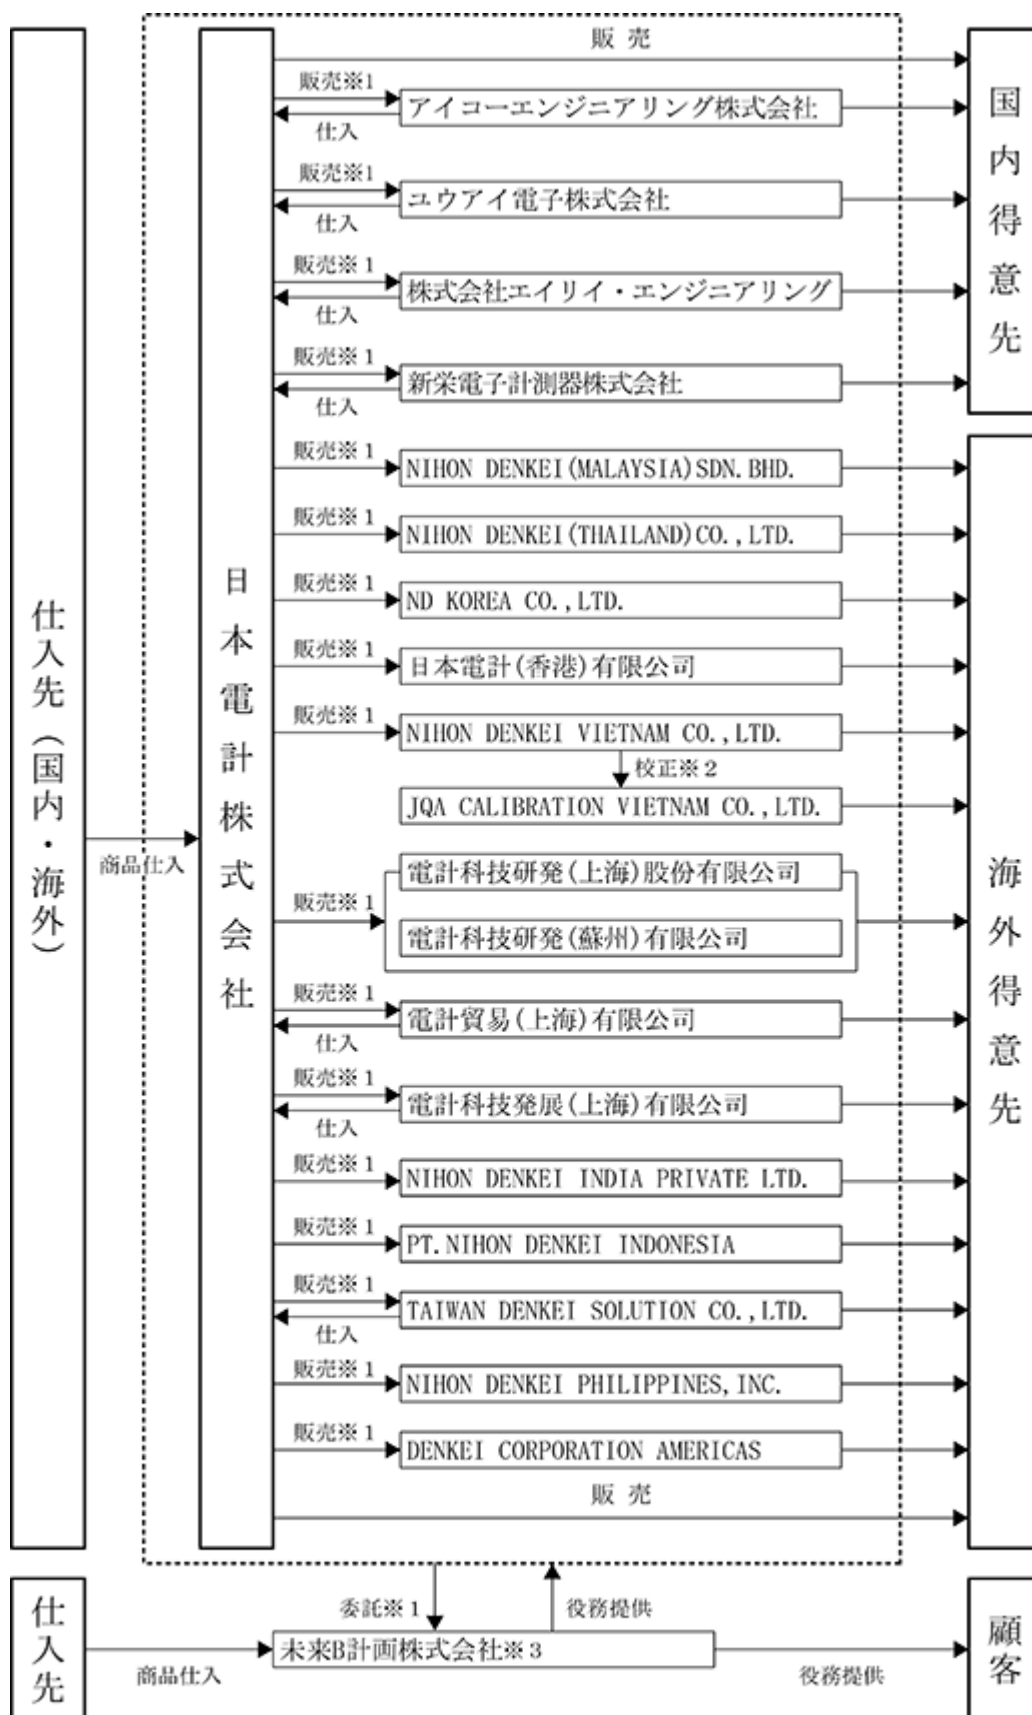 仕入先（国内・海外）
商品仕入
日本電計株式会社
販 売
国内得意先
販売※1
仕入
アイコーエンジニアリング株式会社
販売※1
仕入
ユウアイ電子株式会社
販売※1
仕入
株式会社エイリイ・エンジニアリング
販売※1
仕入
新栄電子計測器株式会社
海外得意先
販売※1
NIHON DENKEI(MALAYSIA)SDN.BHD.
販売※1
NIHON DENKEI(THAILAND)CO.,LTD.
販売※1
ND KOREA CO.,LTD.
販売※1
日本電計(香港)有限公司
販売※1
NIHON DENKEI VIETNAM CO.,LTD.
校正※2
JQA CALIBRATION VIETNAM CO.,LTD.
販売※1
電計科技研発(上海)股份有限公司
電計科技研発(蘇州)有限公司
販売※1
仕入
電計貿易(上海)有限公司
販売※1
仕入
電計科技発展(上海)有限公司
販売※1
NIHON DENKEI INDIA PRIVATE LTD.
販売※1
PT.NIHON DENKEI INDONESIA
販売※1
仕入
TAIWAN DENKEI SOLUTION CO.,LTD.
販売※1
NIHON DENKEI PHILIPPINES,INC.
販売※1
DENKEI CORPORATION AMERICAS
販 売
委託※1
役務提供
仕入先
商品仕入
未来B計画株式会社※3
役務提供
顧客